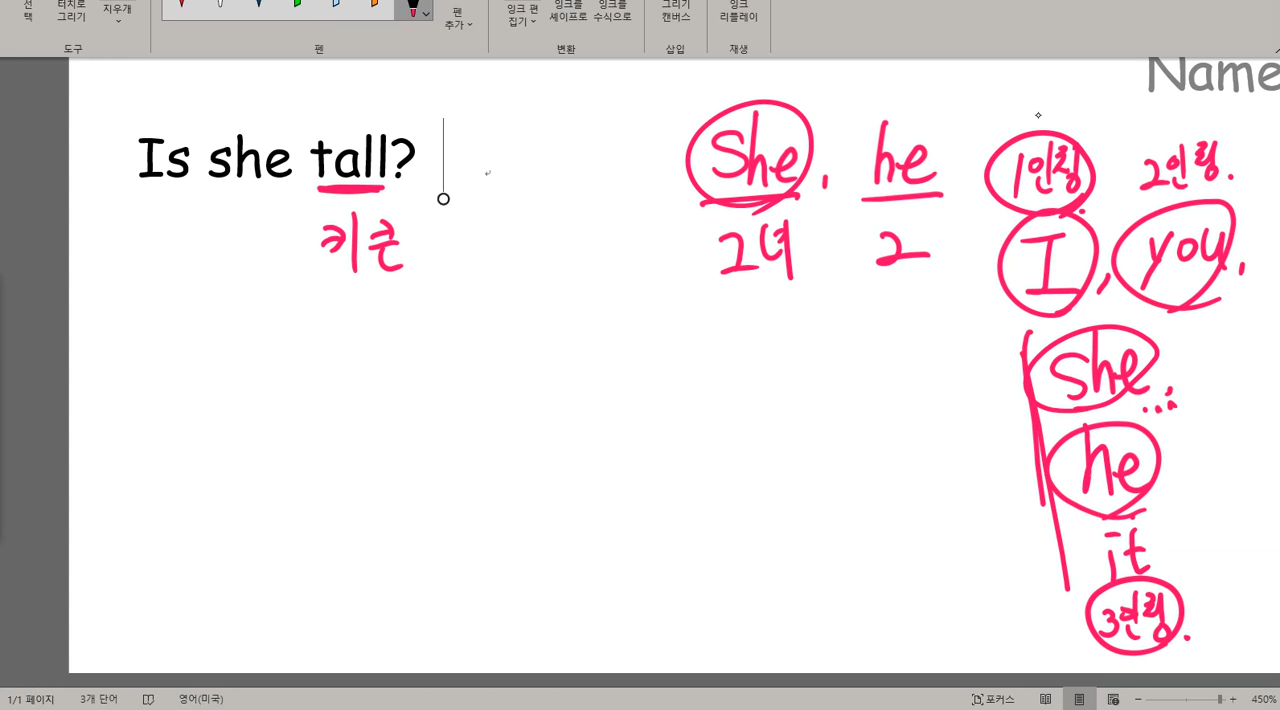 선택
터치로 그리기
지우개
펜 추가
잉크 편집기
잉크를 셰이프로
잉크를 수식으로
그리기 캔버스
잉크 리플레이
도구
펜
변환
삽입
재생
Name
Is she tall?
키큰
She, he
그녀 그
1인칭 2인칭.
I, you,
she
he
it
3인칭.
1/1 페이지
3개 단어
영어(미국)
포커스
450%